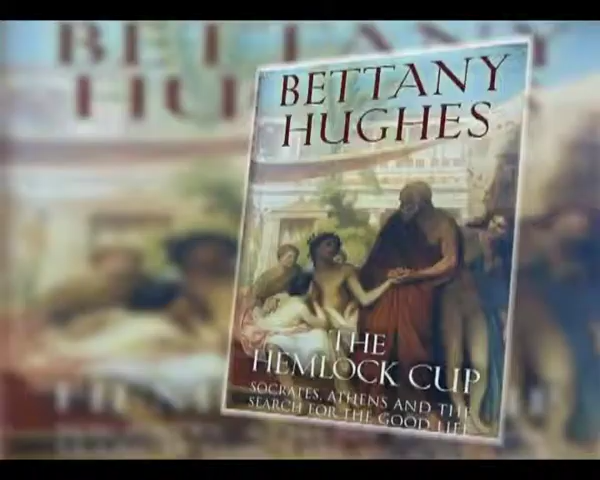 BETTANY
HUGHES
THE
HEMLOCK CUP
SOCRATES, ATHENS AND THE
SEARCH FOR THE GOOD LIFE